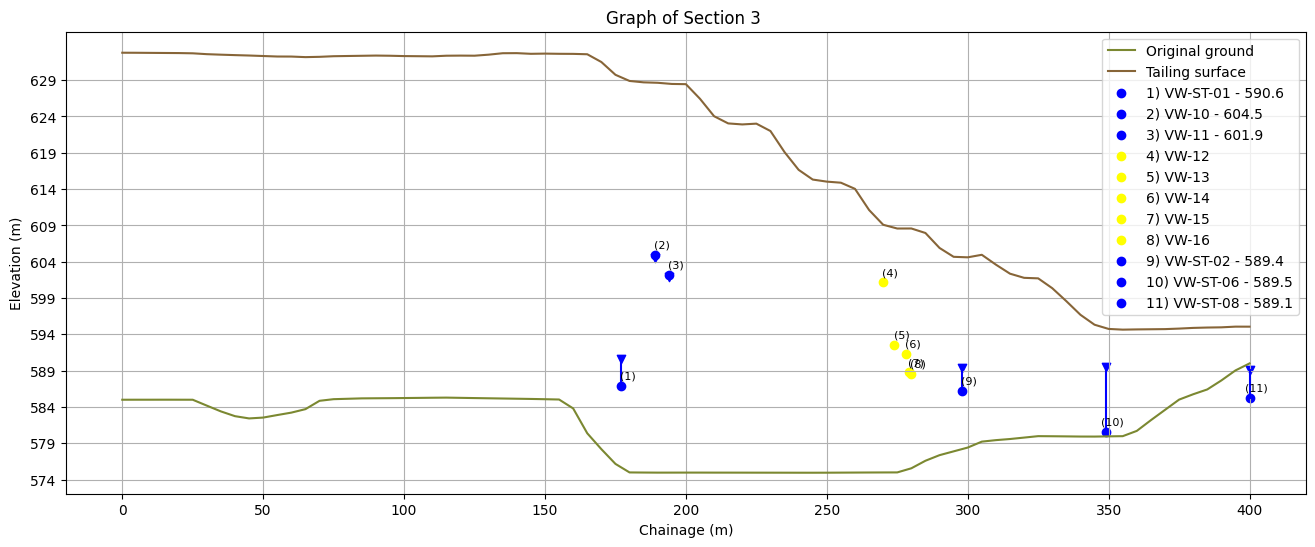 Graph of Section 3
Original ground
Tailing surface
1) VW-ST-01 - 590.6
2) VW-10 - 604.5
3) VW-11 - 601.9
4) VW-12
5) VW-13
6) VW-14
7) VW-15
8) VW-16
9) VW-ST-02 - 589.4
10) VW-ST-06 - 589.5
11) VW-ST-08 - 589.1
Elevation (m)
629
624
619
614
609
604
599
594
589
584
579
574
(2)
(3)
(4)
(5)
(6)
(7)
(8)
(1)
(9)
(11)
(10)
0
50
100
150
200
250
300
350
400
Chainage (m)